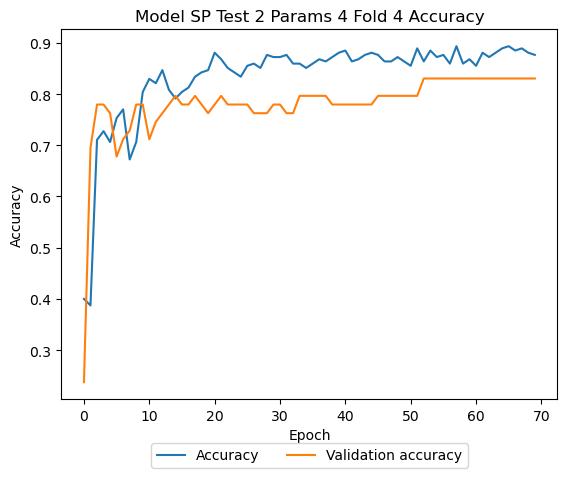 Model SP Test 2 Params 4 Fold 4 Accuracy
0.9
0.8
0.7
0.6
0.5
0.4
0.3
Accuracy
0 10 20 30 40 50 60 70
Epoch
Accuracy Validation accuracy